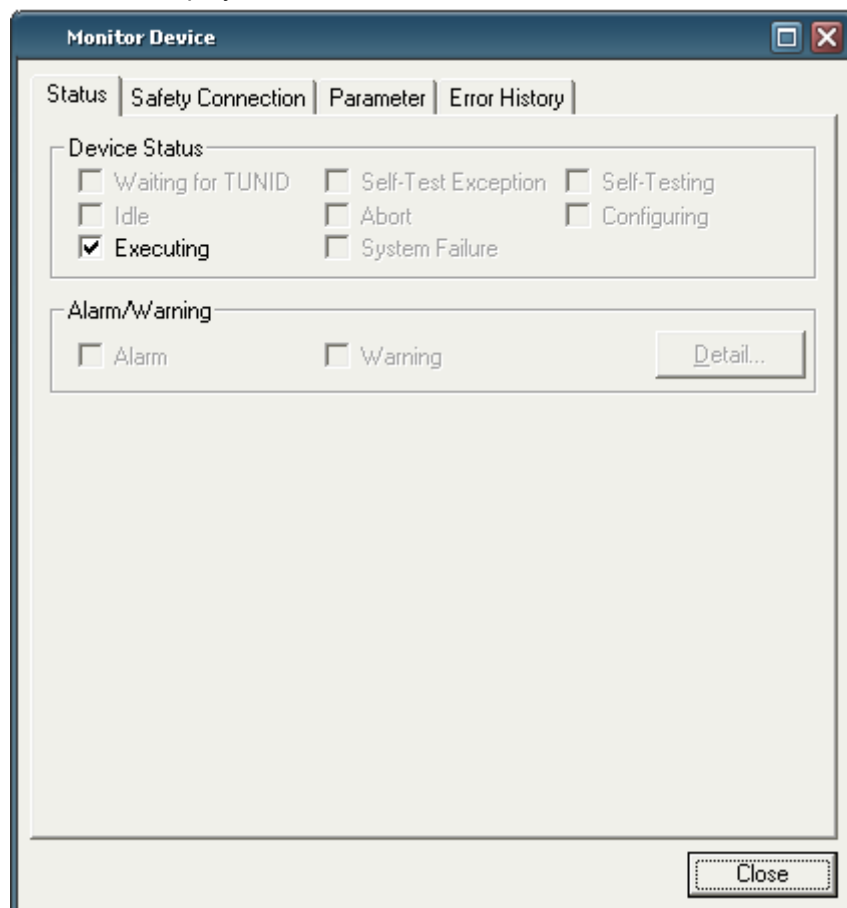 Monitor Device
Status Safety Connection Parameter Error History
Device Status
Waiting for TUNID Self-Test Exception Self-Testing
Idle Abort Configuring
Executing System Failure
Alarm/Warning
Alarm Warning Detail...
Close